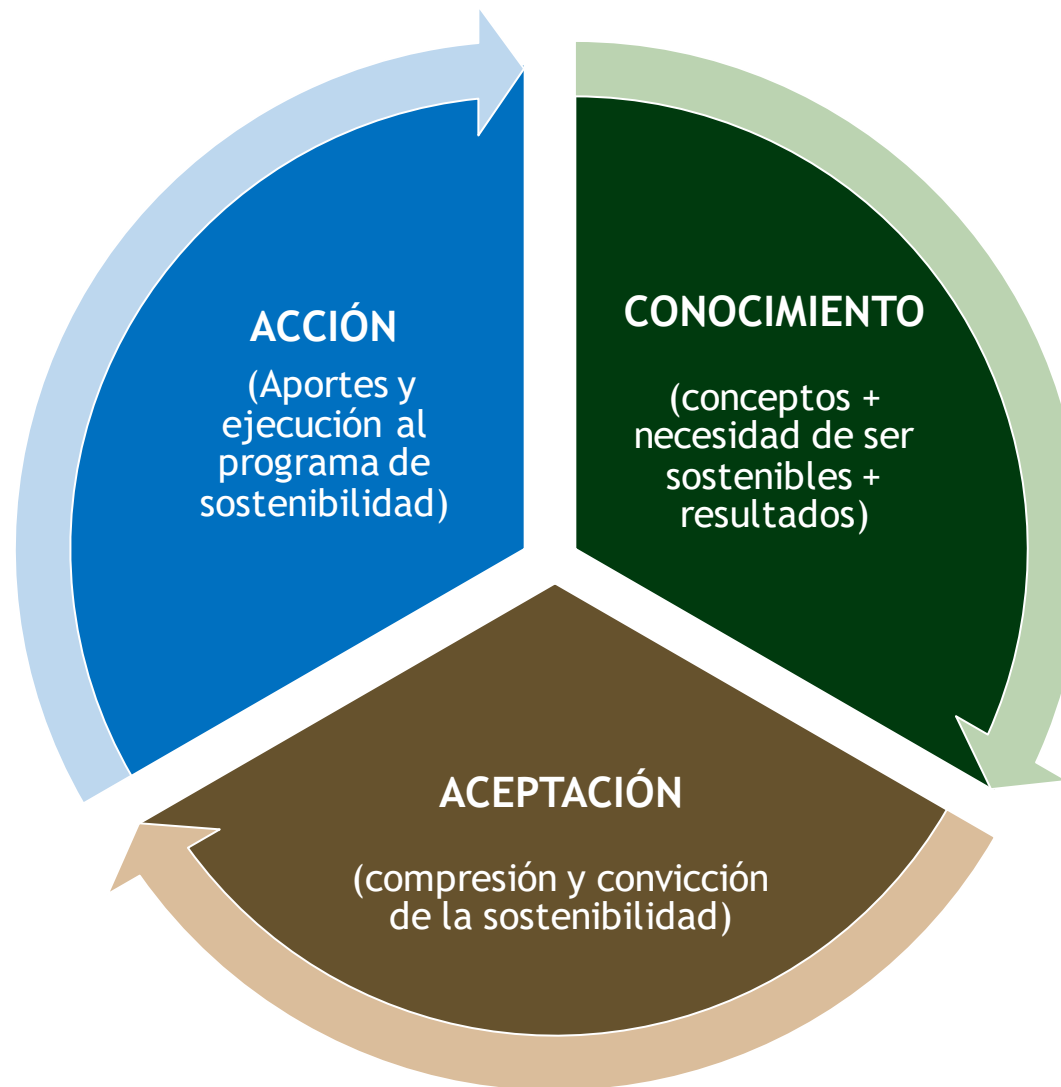 ACCIÓN
(Aportes y
ejecución al
programa de
sostenibilidad)
CONOCIMIENTO
(conceptos +
necesidad de ser
sostenibles +
resultados)
ACEPTACIÓN
(compresión y convicción
de la sostenibilidad)